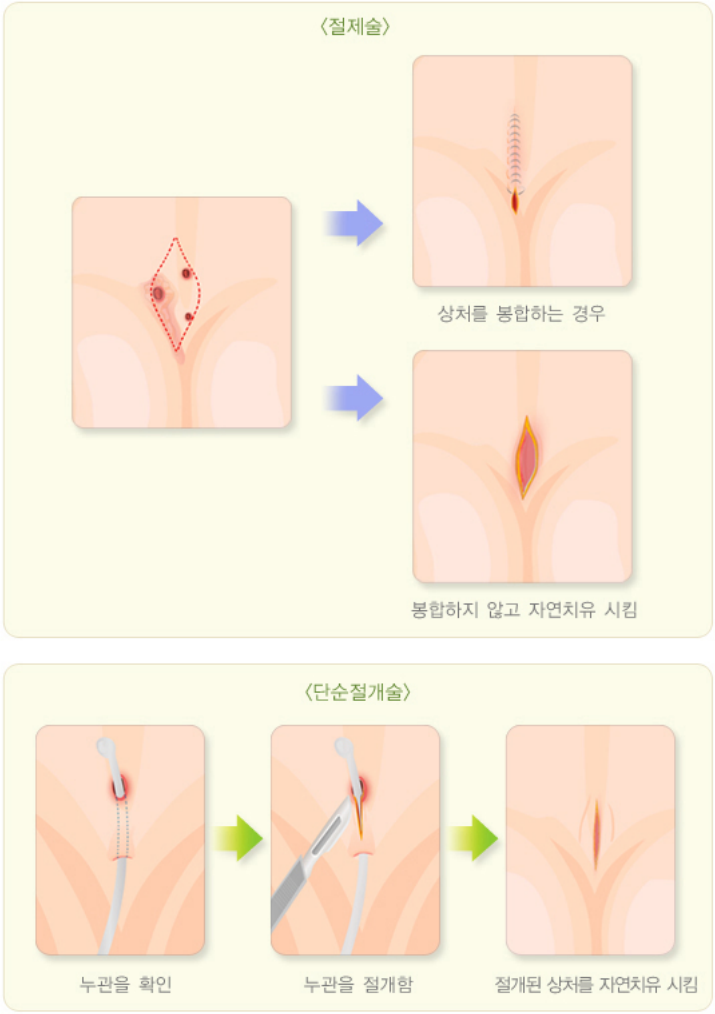 〈절제술〉
상처를 봉합하는 경우
봉합하지 않고 자연치유 시킴
〈단순절개술〉
누관을 확인
누관을 절개함
절개된 상처를 자연치유 시킴